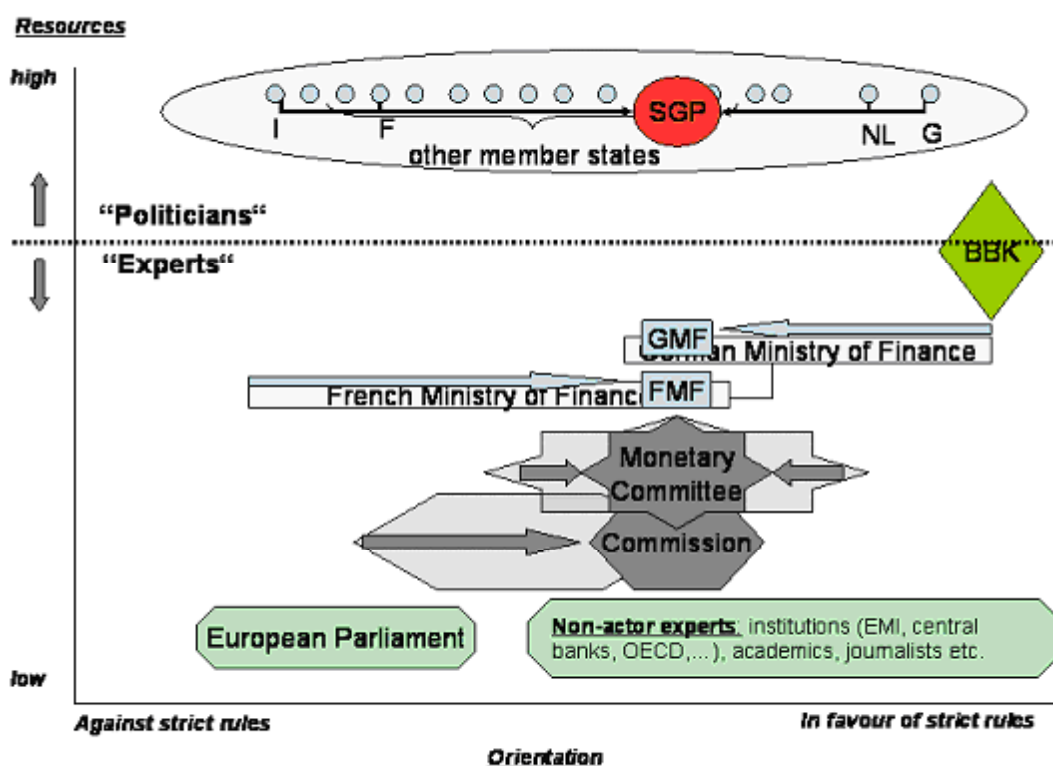 Resources
high
SGP
I
F
NL
G
other member states
“Politicians“
“Experts“
BBK
GMF
German Ministry of Finance
French Ministry of Finance
FMF
Monetary
Committee
Commission
European Parliament
Non-actor experts: institutions (EMI, central
banks, OECD,...), academics, journalists etc.
low
Against strict rules
In favour of strict rules
Orientation